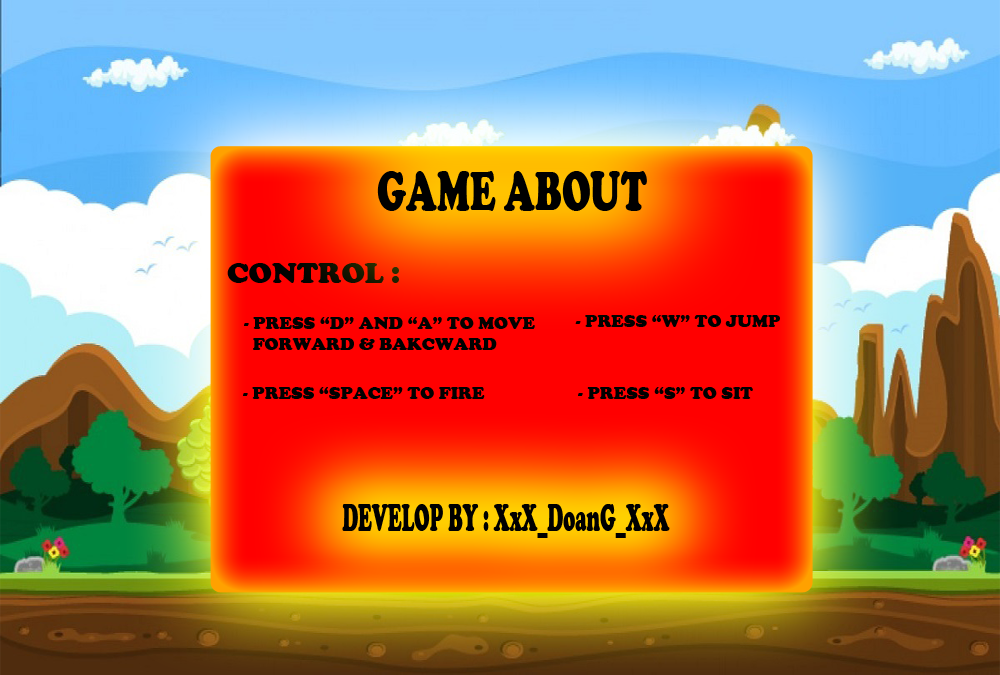 GAME ABOUT
CONTROL :
- PRESS “D” AND “A” TO MOVE
FORWARD & BAKCWARD
- PRESS “W” TO JUMP
- PRESS “SPACE” TO FIRE
- PRESS “S” TO SIT
DEVELOP BY : XxX_DoanG_XxX